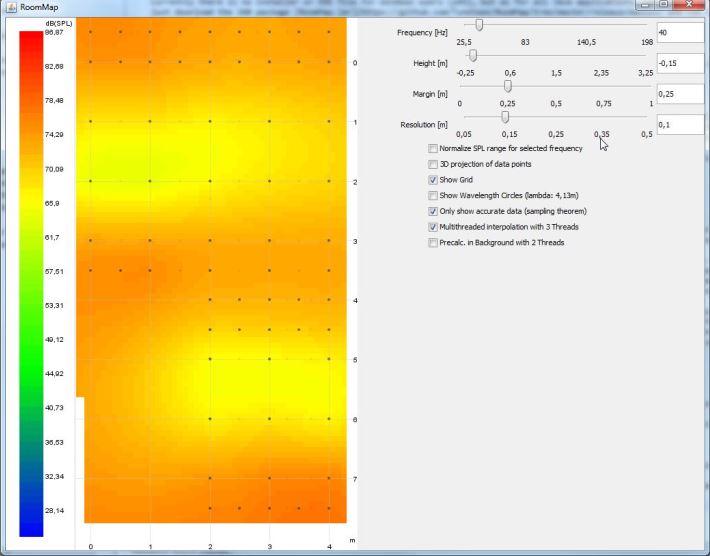 RoomMap
dB(SPL)
86,87
82,68
78,48
74,29
70,09
65,9
61,7
57,51
53,31
49,12
44,92
40,73
36,53
32,34
28,14
0
1
2
3
4
5
6
7
m
0 1 2 3 4
Frequency [Hz] 40
25,5 83 140,5 198
Height [m] -0,15
-0,25 0,6 1,5 2,35 3,25
Margin [m] 0,25
0 0,25 0,5 0,75 1
Resolution [m] 0,1
0,05 0,15 0,25 0,35 0,5
Normalize SPL range for selected frequency
3D projection of data points
Show Grid
Show Wavelength Circles (lambda: 4,13m)
Only show accurate data (sampling theorem)
Multithreaded interpolation with 3 Threads
Precalc. in Background with 2 Threads